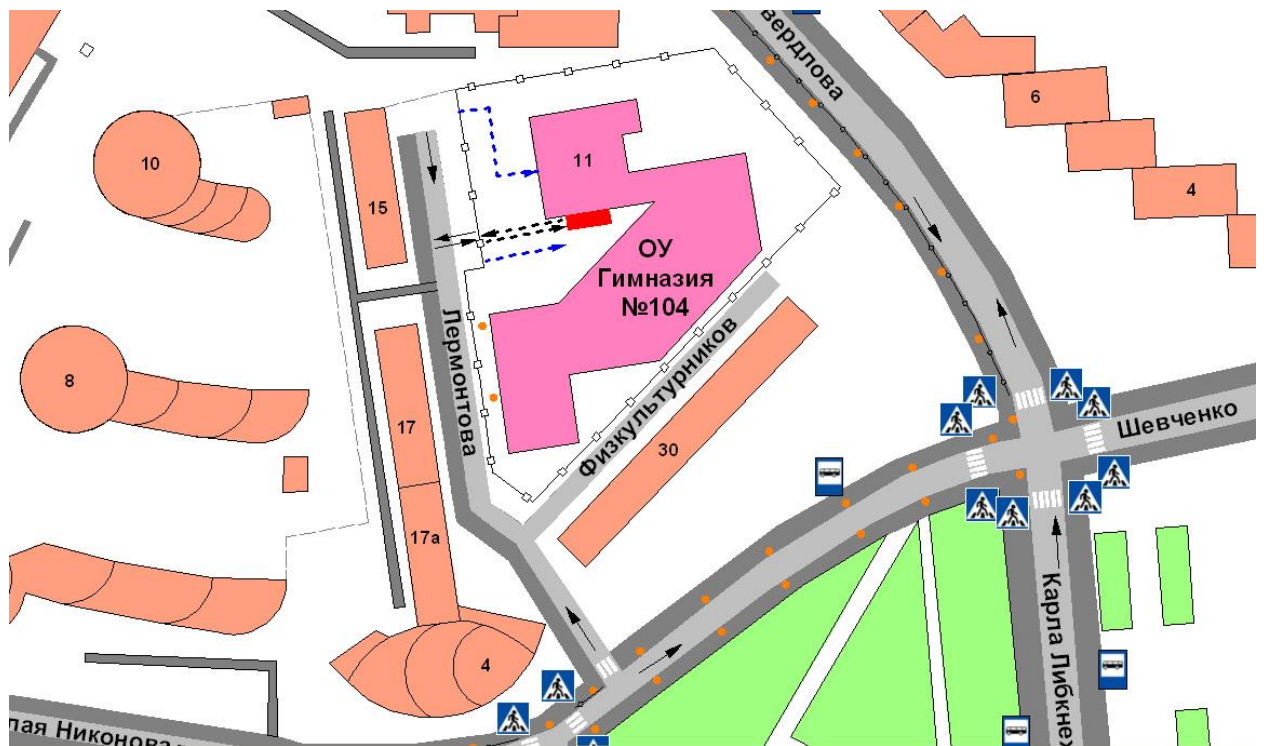 вердлова
6
10
11
4
15
ОУ
Гимназия
№104
Лермонтова
Физкультурников
8
17
30
Шевченко
17а
Карла Либкнех
4
лая Никонова